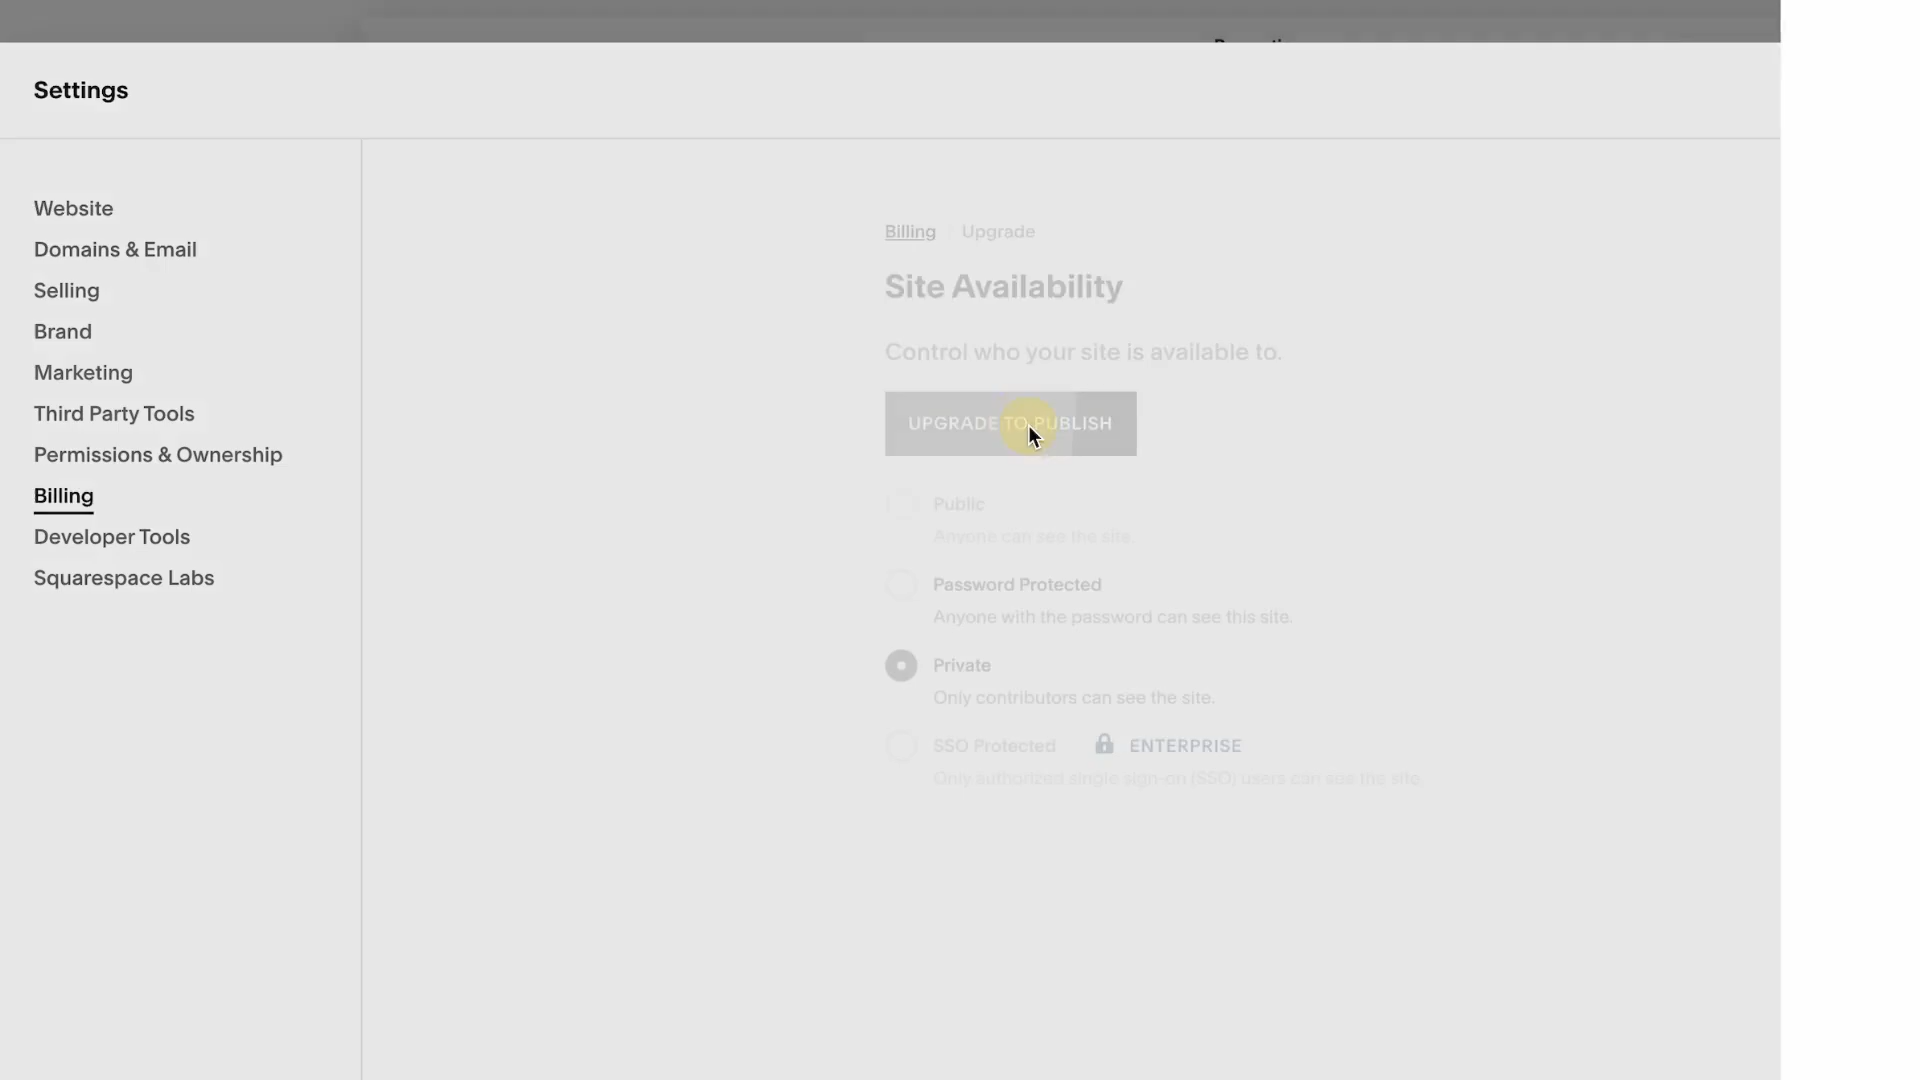 Settings
Website
Domains & Email
Selling
Brand
Marketing
Third Party Tools
Permissions & Ownership
Billing
Developer Tools
Squarespace Labs
Billing / Upgrade
Site Availability
Control who your site is available to.
UPGRADE TO PUBLISH
Public
Anyone can see the site.
Password Protected
Anyone with the password can see this site.
Private
Only contributors can see the site.
SSO Protected ENTERPRISE
Only authorized single sign-on (SSO) users can see the site.